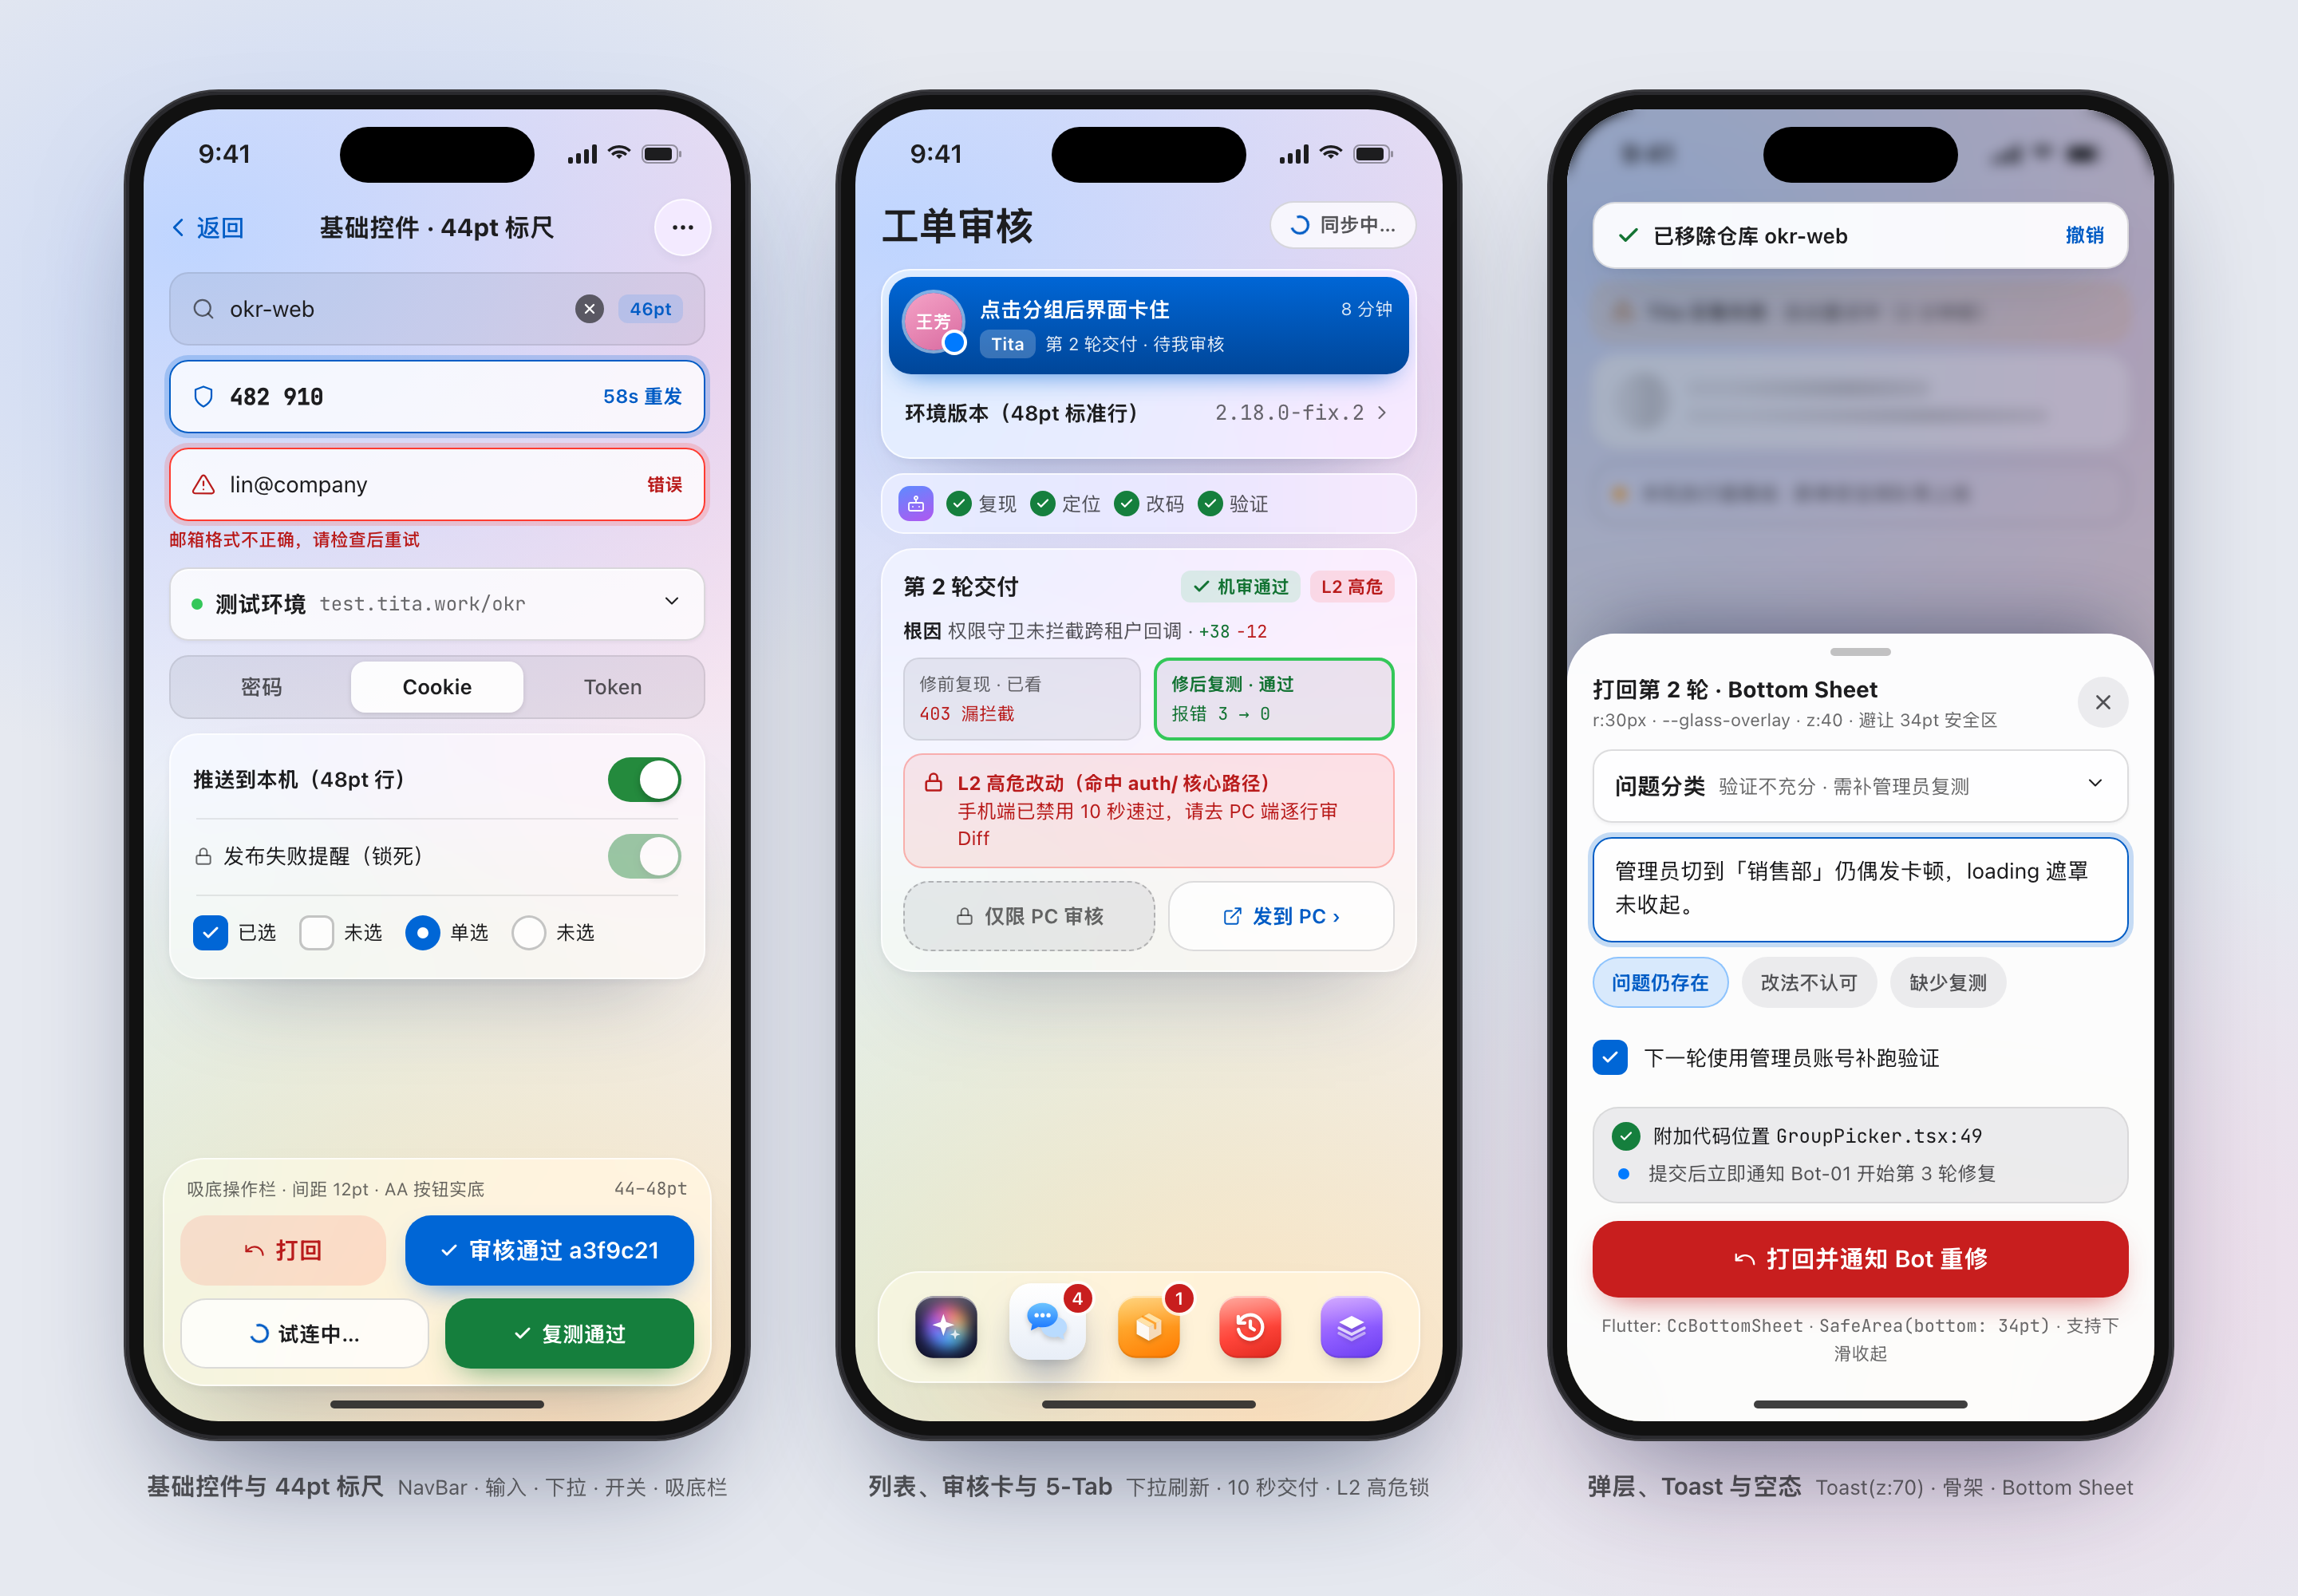 9:41
返回
基础控件 · 44pt 标尺
okr-web
46pt
482 910
58s 重发
lin@company
错误
邮箱格式不正确，请检查后重试
测试环境 test.tita.work/okr
密码
Cookie
Token
推送到本机（48pt 行）
发布失败提醒（锁死）
已选
未选
单选
未选
吸底操作栏 · 间距 12pt · AA 按钮实底
44–48pt
打回
审核通过 a3f9c21
试连中...
复测通过
基础控件与 44pt 标尺 NavBar · 输入 · 下拉 · 开关 · 吸底栏
9:41
工单审核
同步中...
王芳
点击分组后界面卡住
8 分钟
Tita
第 2 轮交付 · 待我审核
环境版本（48pt 标准行）
2.18.0-fix.2
复现
定位
改码
验证
第 2 轮交付
机审通过
L2 高危
根因 权限守卫未拦截跨租户回调 · +38 -12
修前复现 · 已看
403 漏拦截
修后复测 · 通过
报错 3 → 0
L2 高危改动（命中 auth/ 核心路径）
手机端已禁用 10 秒速过，请去 PC 端逐行审
Diff
仅限 PC 审核
发到 PC ›
4
1
列表、审核卡与 5-Tab 下拉刷新 · 10 秒交付 · L2 高危锁
已移除仓库 okr-web
撤销
打回第 2 轮 · Bottom Sheet
r:30px · --glass-overlay · z:40 · 避让 34pt 安全区
问题分类 验证不充分 · 需补管理员复测
管理员切到「销售部」仍偶发卡顿，loading 遮罩
未收起。
问题仍存在
改法不认可
缺少复测
下一轮使用管理员账号补跑验证
附加代码位置 GroupPicker.tsx:49
提交后立即通知 Bot-01 开始第 3 轮修复
打回并通知 Bot 重修
Flutter: CcBottomSheet · SafeArea(bottom: 34pt) · 支持下
滑收起
弹层、Toast 与空态 Toast(z:70) · 骨架 · Bottom Sheet